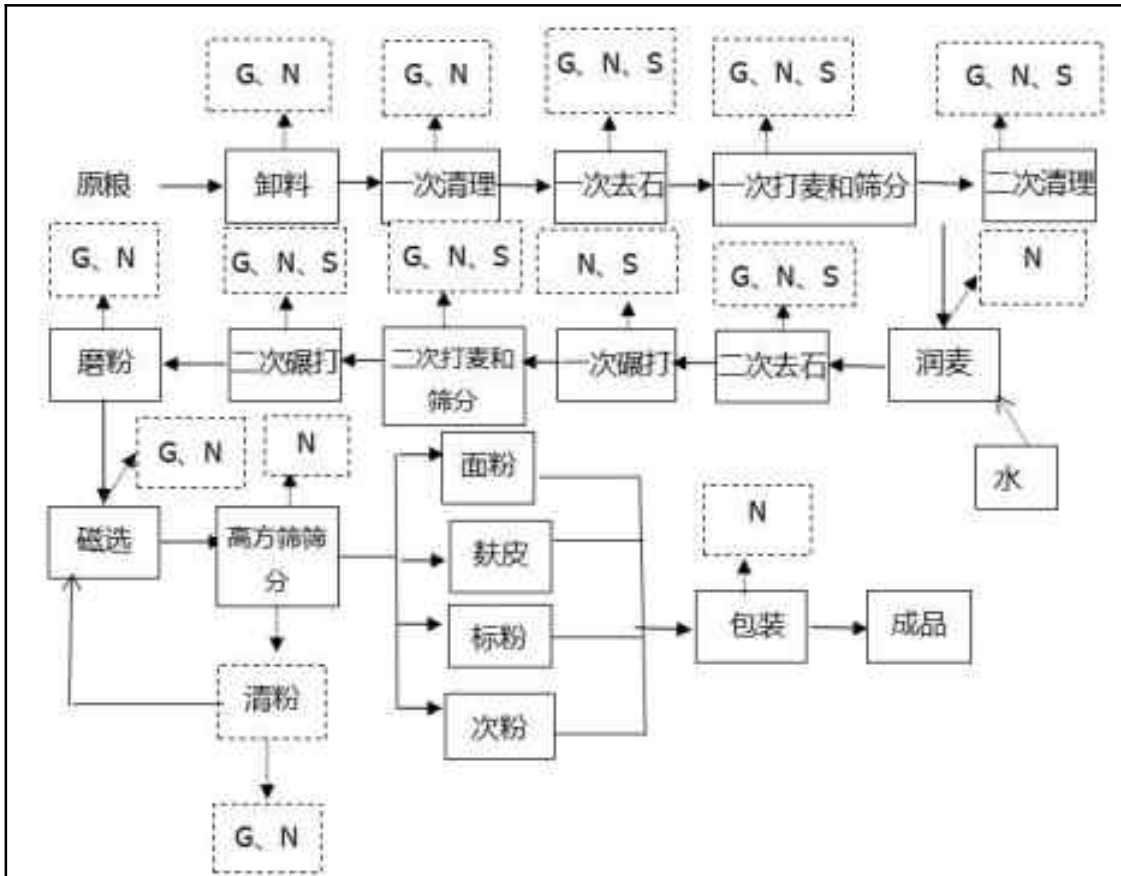 G、N
G、N
G、N、S
G、N、S
G、N、S
原粮
卸料
一次清理
一次去石
一次打麦和筛分
二次清理
G、N
G、N、S
G、N、S
N、S
G、N、S
N
磨粉
二次碾打
二次打麦和
筛分
一次碾打
二次去石
润麦
水
G、N
N
磁选
高方筛筛
分
面粉
麸皮
标粉
次粉
N
包装
成品
清粉
G、N